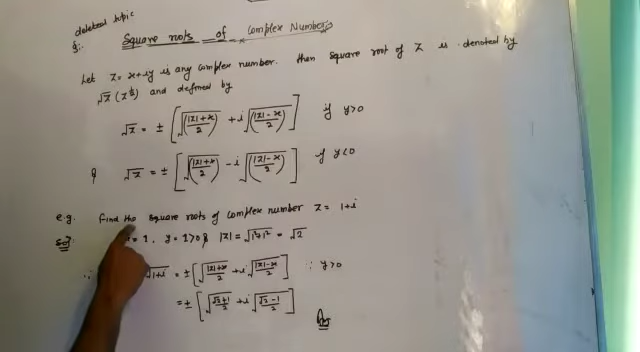 deleted topic
Q:. Square roots of Complex Numbers
Let Z = x+iy is any complex number. then square root of Z is denoted by
√Z (Z^½) and defined by
√Z = ± [√((|Z|+x)/2) + i √((|Z|-x)/2)] if y>0
& √Z = ± [√((|Z|+x)/2) - i √((|Z|-x)/2)] if y<0
e.g. Find the square roots of complex number Z = 1+i
Sol? = 1, y = 1>0 & |Z| = √(1²+1²) = √2
∴ √(1+i) = ± [√((|Z|+x)/2) + i √((|Z|-x)/2)] ∵ y>0
= ± [√((√2+1)/2) + i √((√2-1)/2)]
Ans